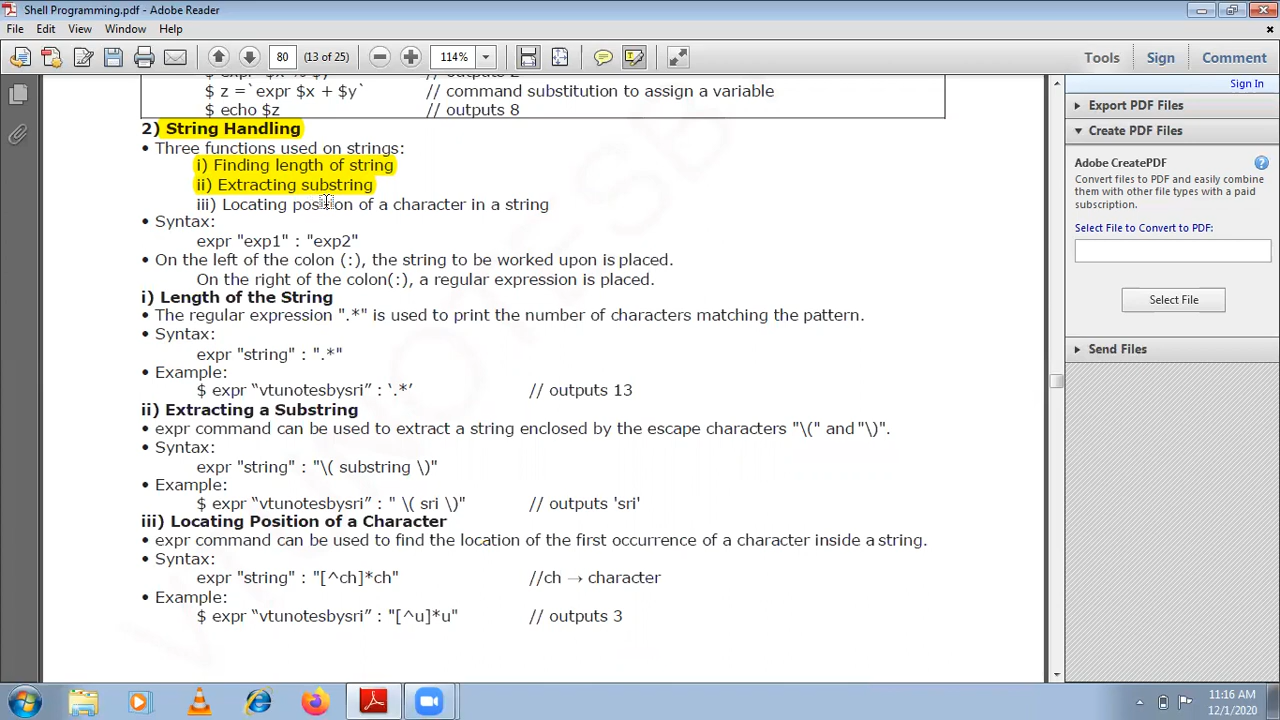 Shell Programming.pdf - Adobe Reader
File Edit View Window Help
80 (13 of 25) 114% Tools Sign Comment
$ z =`expr $x + $y` // command substitution to assign a variable
$ echo $z // outputs 8
2) String Handling
• Three functions used on strings:
i) Finding length of string
ii) Extracting substring
iii) Locating position of a character in a string
• Syntax:
expr "exp1" : "exp2"
• On the left of the colon (:), the string to be worked upon is placed.
On the right of the colon(:), a regular expression is placed.
i) Length of the String
• The regular expression ".*" is used to print the number of characters matching the pattern.
• Syntax:
expr "string" : ".*"
• Example:
$ expr “vtunotesbysri” : ‘.*’ // outputs 13
ii) Extracting a Substring
• expr command can be used to extract a string enclosed by the escape characters "\(" and "\)".
• Syntax:
expr "string" : "\( substring \)"
• Example:
$ expr “vtunotesbysri” : " \( sri \)" // outputs 'sri'
iii) Locating Position of a Character
• expr command can be used to find the location of the first occurrence of a character inside a string.
• Syntax:
expr "string" : "[^ch]*ch" //ch → character
• Example:
$ expr “vtunotesbysri” : "[^u]*u" // outputs 3
Sign In
Export PDF Files
Create PDF Files
Adobe CreatePDF
Convert files to PDF and easily combine
them with other file types with a paid
subscription.
Select File to Convert to PDF:
Select File
Send Files
11:16 AM
12/1/2020